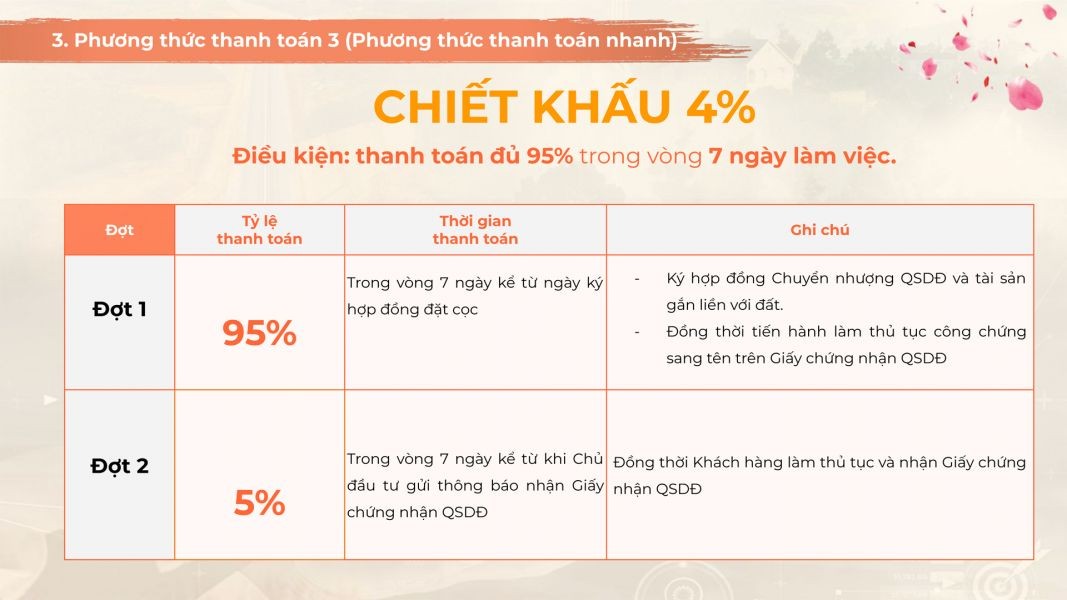 3. Phương thức thanh toán 3 (Phương thức thanh toán nhanh)
CHIẾT KHẤU 4%
Điều kiện: thanh toán đủ 95% trong vòng 7 ngày làm việc.
Đợt
Tỷ lệ
thanh toán
Thời gian
thanh toán
Ghi chú
Đợt 1
95%
Trong vòng 7 ngày kể từ ngày ký
hợp đồng đặt cọc
- Ký hợp đồng Chuyển nhượng QSDĐ và tài sản
gắn liền với đất.
- Đồng thời tiến hành làm thủ tục công chứng
sang tên trên Giấy chứng nhận QSDĐ
Đợt 2
5%
Trong vòng 7 ngày kể từ khi Chủ
đầu tư gửi thông báo nhận Giấy
chứng nhận QSDĐ
Đồng thời Khách hàng làm thủ tục và nhận Giấy chứng
nhận QSDĐ